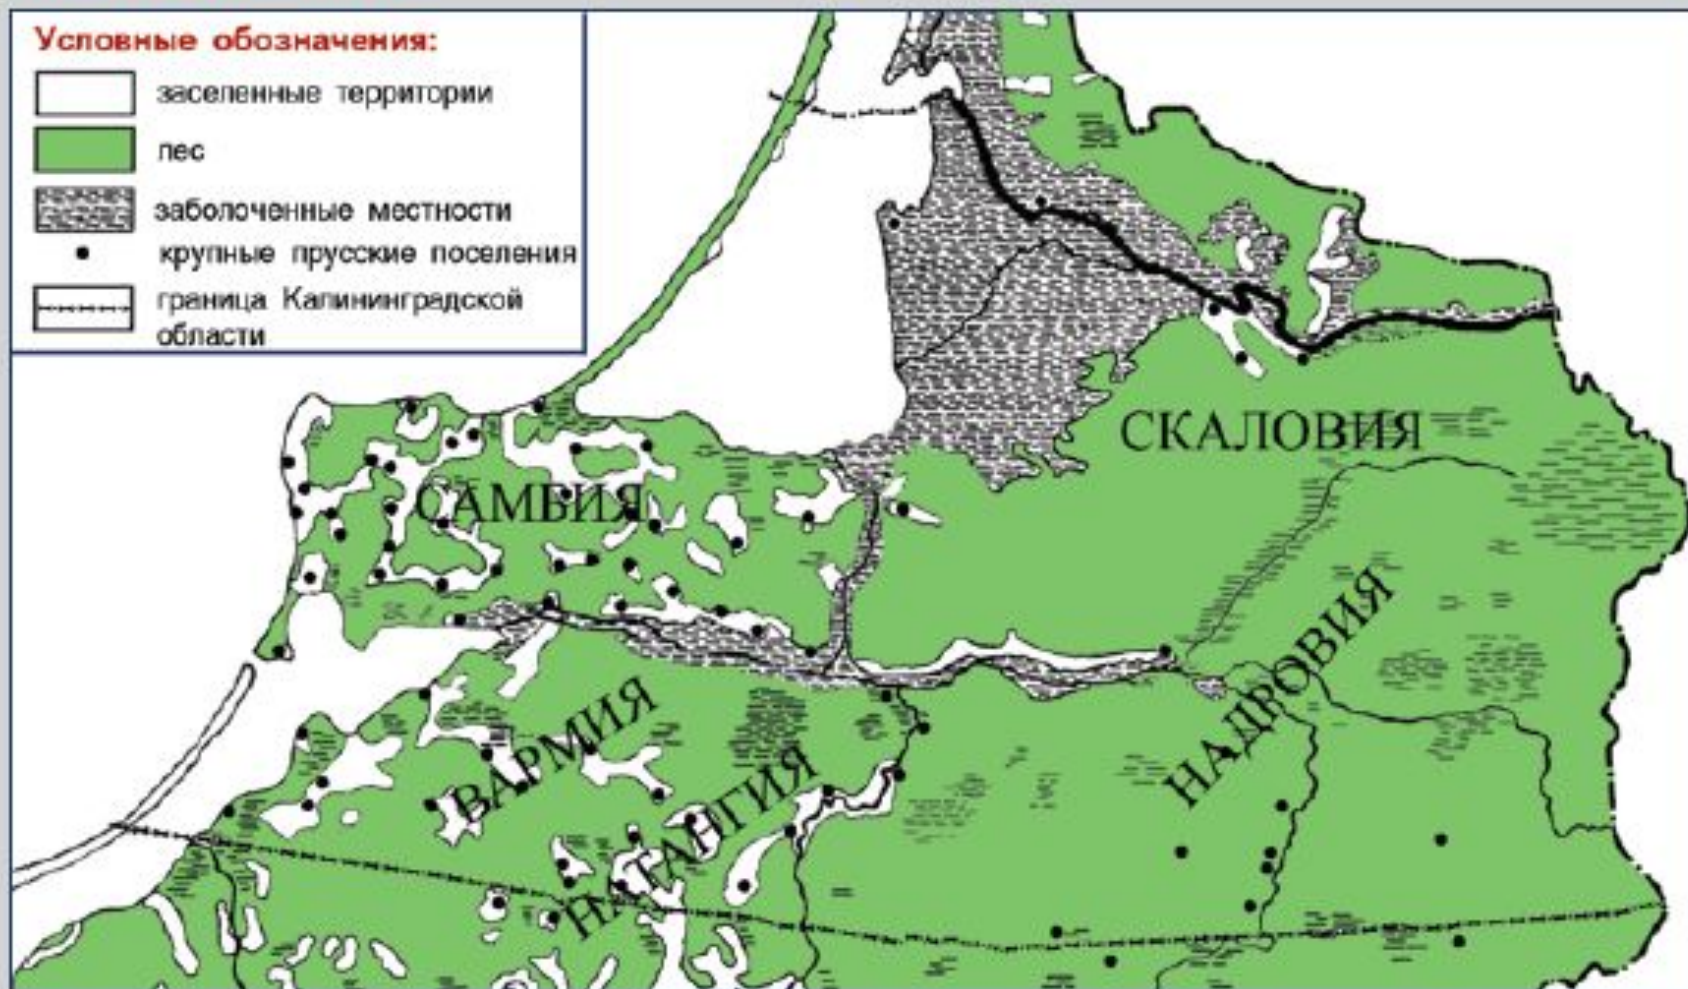 Условные обозначения:
заселенные территории
лес
заболоченные местности
крупные прусские поселения
граница Калининградской
области
СКАЛОВИЯ
САМБИЯ
НАДРОВИЯ
ВАРМИЯ
НАТАНГИЯ